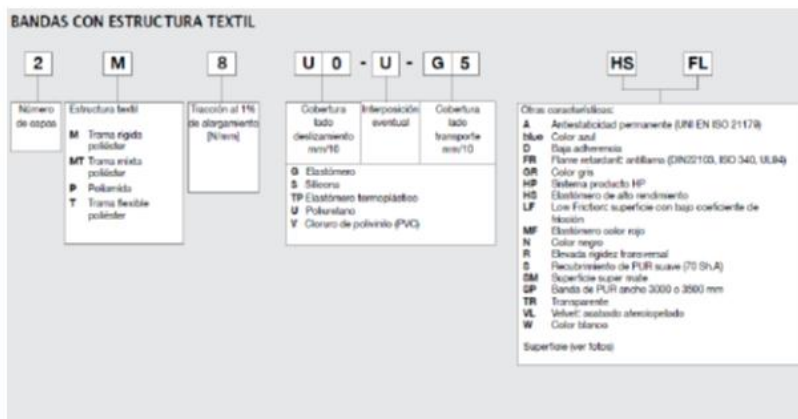 BANDAS CON ESTRUCTURA TEXTIL
2 M 8 U 0 - U - G 5 HS FL
Número
de capas
Estructura textil
M Trama rígida
poliéster
MT Trama mixta
poliéster
P Poliamida
T Trama flexible
poliéster
Tracción al 1%
de alargamiento
[N/mm]
Cobertura
lado
deslizamiento
mm/10
Interposición
eventual
Cobertura
lado
transporte
mm/10
G Elastómero
S Silicona
TP Elastómero termoplástico
U Poliuretano
V Cloruro de polivinilo (PVC)
Otras características:
A Antiestaticidad permanente (UNI EN ISO 21179)
blue Color azul
D Baja adherencia
FR Flame retardant: antillama (DIN22103, ISO 340, UL94)
GR Color gris
HP Sistema producto HP
HS Elastómero de alto rendimiento
LF Low Friction: superficie con bajo coeficiente de
fricción
MF Elastómero color rojo
N Color negro
R Elevada rigidez transversal
S Recubrimiento de PUR suave (70 Sh.A)
SM Superficie super mate
SP Banda de PUR ancho 3000 o 3500 mm
TR Transparente
VL Velvet: acabado aterciopelado
W Color blanco
Superficie (ver fotos)